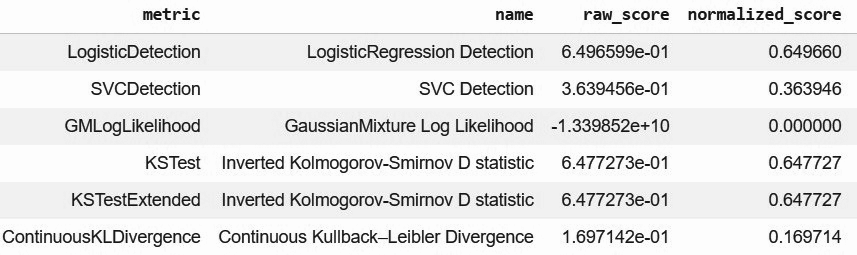 metric name raw_score normalized_score
LogisticDetection LogisticRegression Detection 6.496599e-01 0.649660
SVCDetection SVC Detection 3.639456e-01 0.363946
GMLogLikelihood GaussianMixture Log Likelihood -1.339852e+10 0.000000
KSTest Inverted Kolmogorov-Smirnov D statistic 6.477273e-01 0.647727
KSTestExtended Inverted Kolmogorov-Smirnov D statistic 6.477273e-01 0.647727
ContinuousKLDivergence Continuous Kullback–Leibler Divergence 1.697142e-01 0.169714